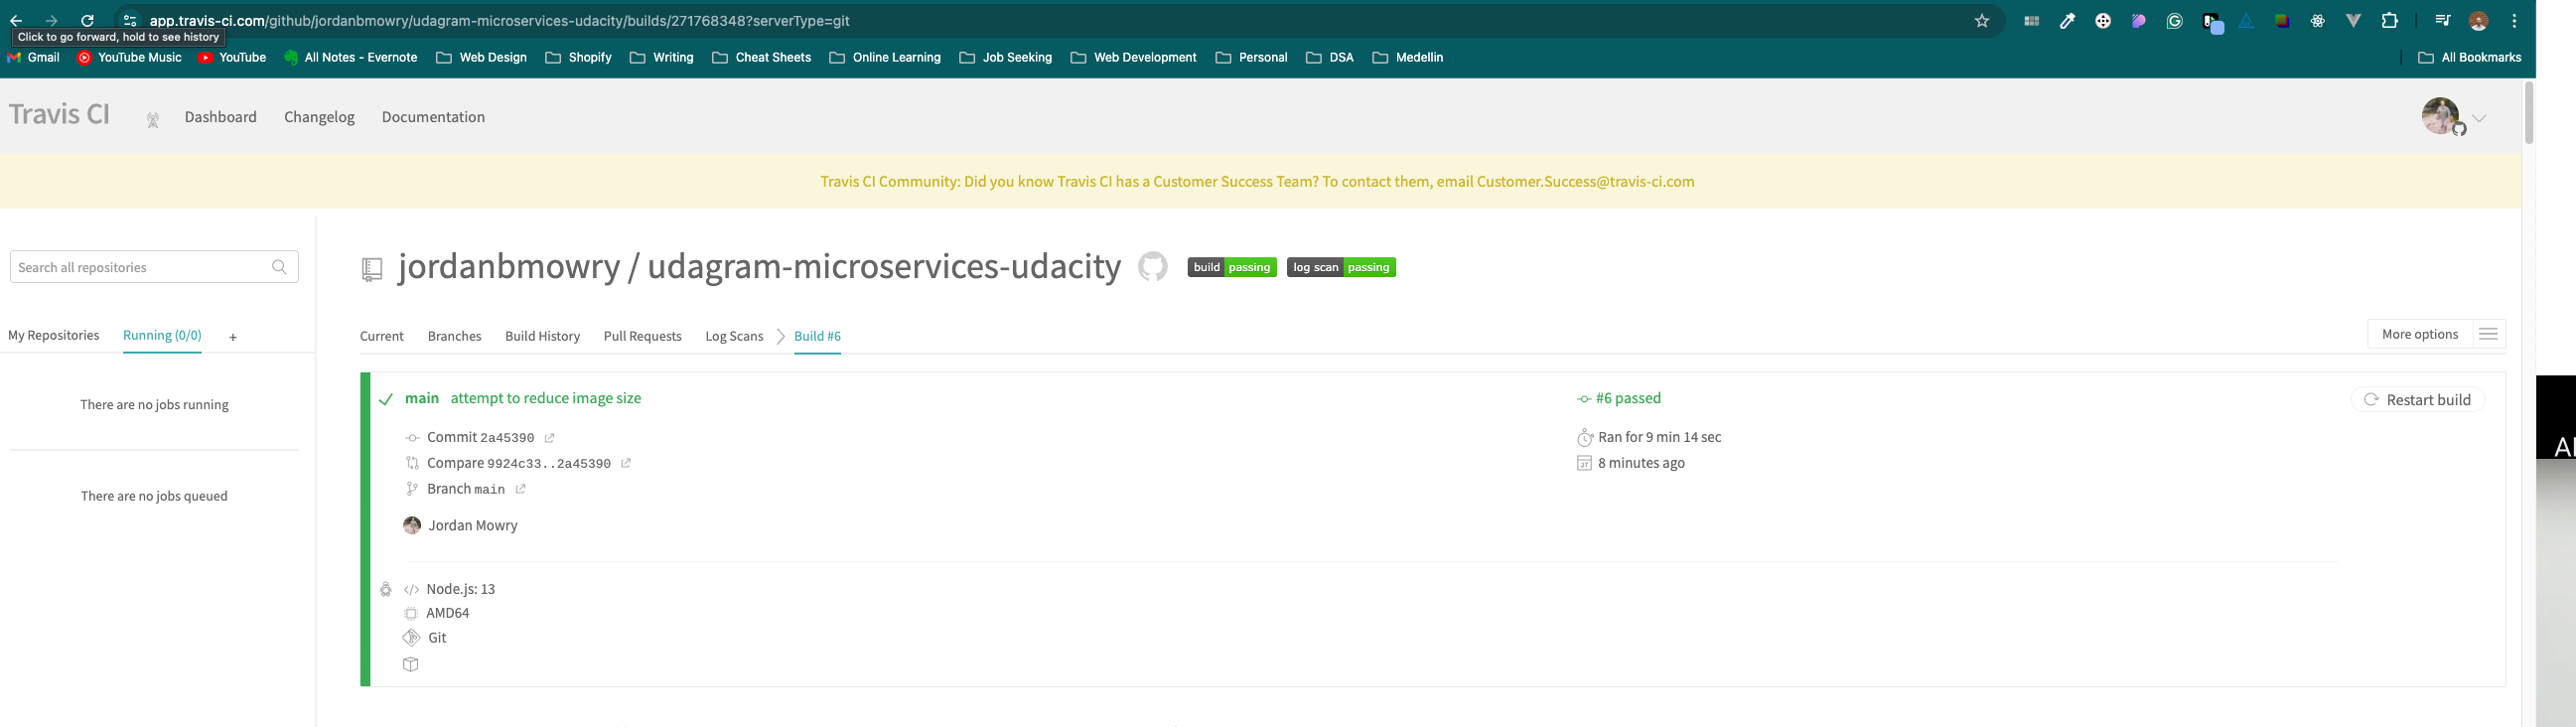 app.travis-ci.com/github/jordanbmowry/udagram-microservices-udacity/builds/271768348?serverType=git
Click to go forward, hold to see history
Gmail YouTube Music YouTube All Notes - Evernote Web Design Shopify Writing Cheat Sheets Online Learning Job Seeking Web Development Personal DSA Medellin All Bookmarks
Travis CI Dashboard Changelog Documentation
Travis CI Community: Did you know Travis CI has a Customer Success Team? To contact them, email Customer.Success@travis-ci.com
Search all repositories
jordanbmowry / udagram-microservices-udacity build passing log scan passing
My Repositories Running (0/0) +
Current Branches Build History Pull Requests Log Scans Build #6 More options
There are no jobs running
There are no jobs queued
main attempt to reduce image size
Commit 2a45390
Compare 9924c33..2a45390
Branch main
Jordan Mowry
#6 passed
Ran for 9 min 14 sec
8 minutes ago
Restart build
Node.js: 13
AMD64
Git